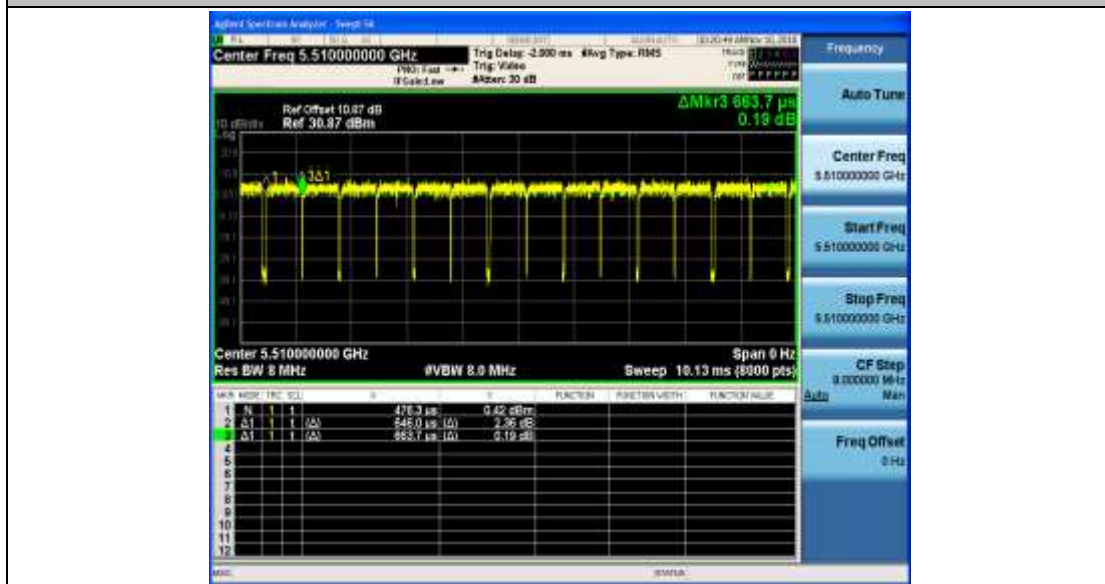 Agilent Spectrum Analyzer - Swept SA
Center Freq 5.510000000 GHz
Trig Delay: -2.000 ms #Avg Type: RMS
PNO: Fast Trig: Video
IFGain:Low #Atten: 30 dB
Frequency
Auto Tune
ΔMkr3 663.7 µs
0.19 dB
Ref Offset 10.87 dB
10 dB/div Ref 30.87 dBm
Log
1
3Δ1
Center Freq
5.510000000 GHz
Start Freq
5.510000000 GHz
Stop Freq
5.510000000 GHz
Center 5.510000000 GHz Span 0 Hz
Res BW 8 MHz #VBW 8.0 MHz Sweep 10.13 ms (8000 pts)
CF Step
8.000000 MHz
Auto Man
MKR MODE TRC SCL X Y FUNCTION FUNCTION WIDTH FUNCTION VALUE
1 N 1 t 476.3 µs 0.42 dBm
2 Δ1 1 t (Δ) 646.0 µs (Δ) 2.36 dB
3 Δ1 1 t (Δ) 663.7 µs (Δ) 0.19 dB
4
5
6
7
8
9
10
11
12
Freq Offset
0 Hz
MSG STATUS